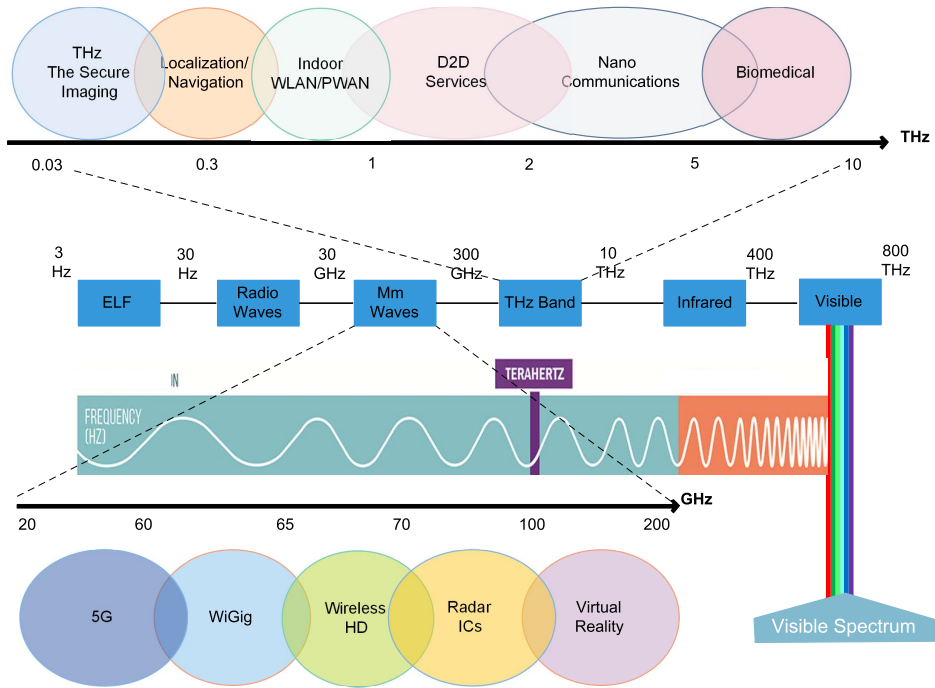 THz
The Secure
Imaging
Localization/
Navigation
Indoor
WLAN/PWAN
D2D
Services
Nano
Communications
Biomedical
THz
0.03
0.3
1
2
5
10
3
Hz
30
Hz
30
GHz
300
GHz
10
THz
400
THz
800
THz
ELF
Radio
Waves
Mm
Waves
THz Band
Infrared
Visible
IN
TERAHERTZ
FREQUENCY
(HZ)
GHz
20
60
65
70
100
200
5G
WiGig
Wireless
HD
Radar
ICs
Virtual
Reality
Visible Spectrum